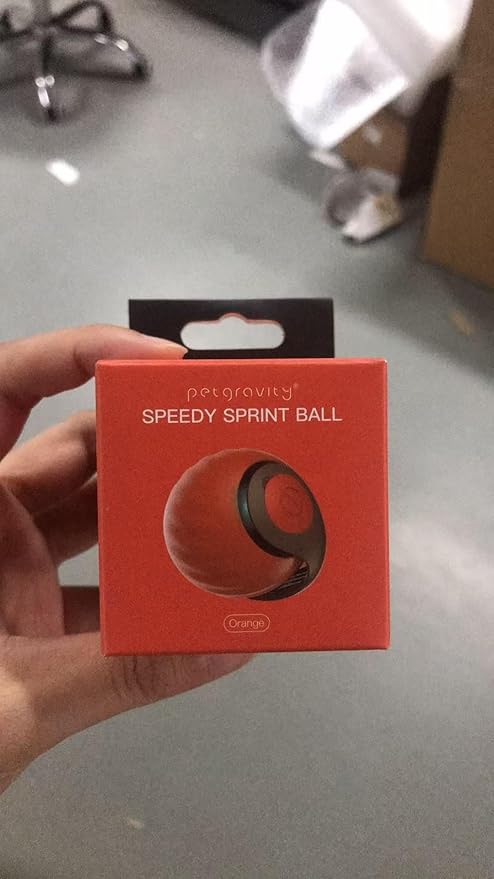 petgravity®
SPEEDY SPRINT BALL
Orange